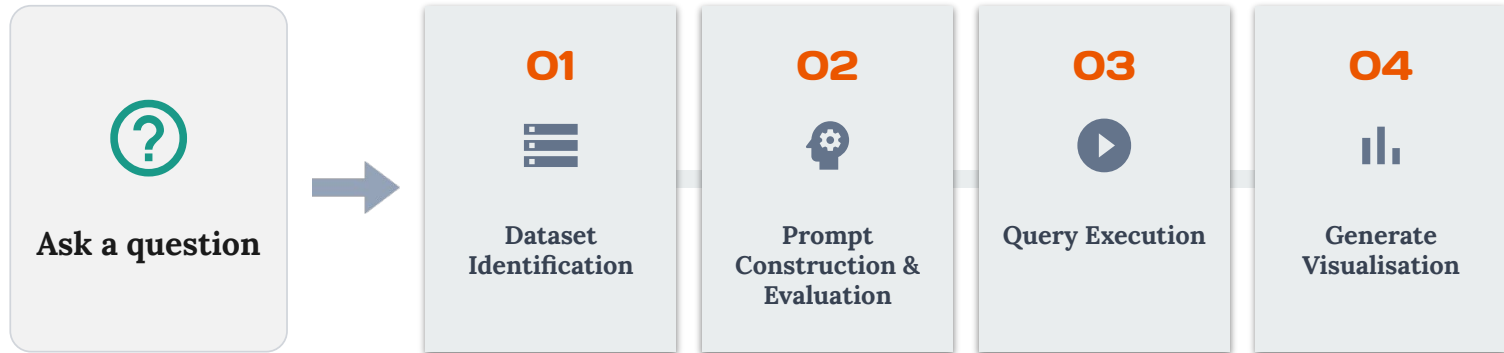 Ask a question
01
Dataset
Identification
02
Prompt
Construction &
Evaluation
03
Query Execution
04
Generate
Visualisation